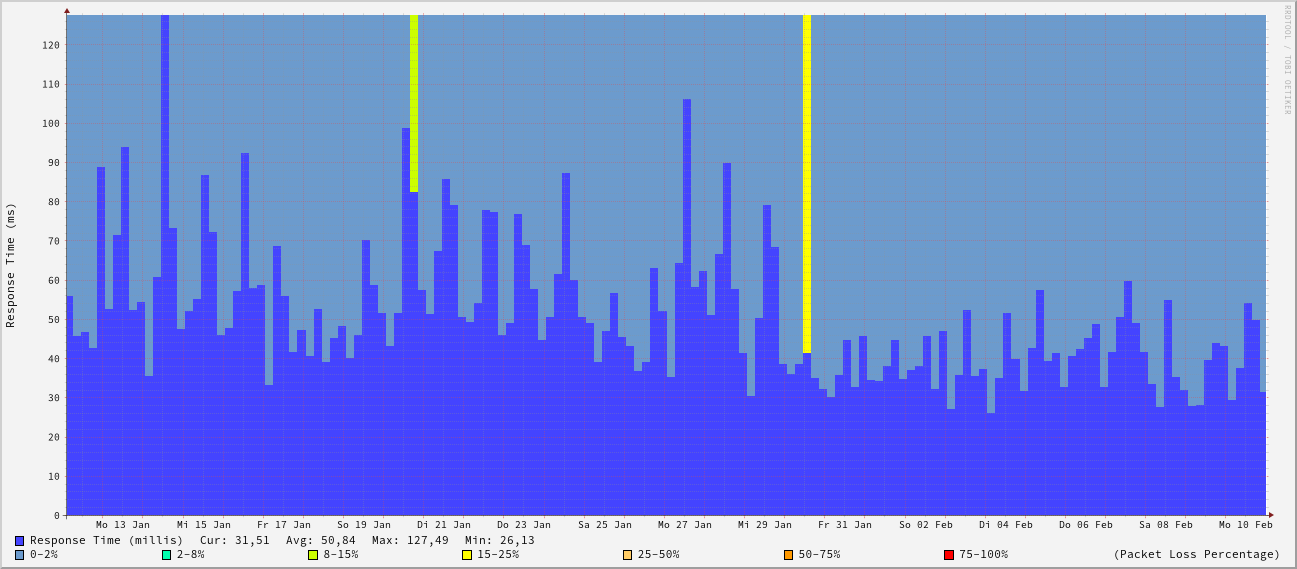 RRDTOOL / TOBI OETIKER
Response Time (ms)
120
110
100
90
80
70
60
50
40
30
20
10
0
Mo 13 Jan Mi 15 Jan Fr 17 Jan So 19 Jan Di 21 Jan Do 23 Jan Sa 25 Jan Mo 27 Jan Mi 29 Jan Fr 31 Jan So 02 Feb Di 04 Feb Do 06 Feb Sa 08 Feb Mo 10 Feb
Response Time (millis) Cur: 31,51 Avg: 50,84 Max: 127,49 Min: 26,13
0-2% 2-8% 8-15% 15-25% 25-50% 50-75% 75-100% (Packet Loss Percentage)